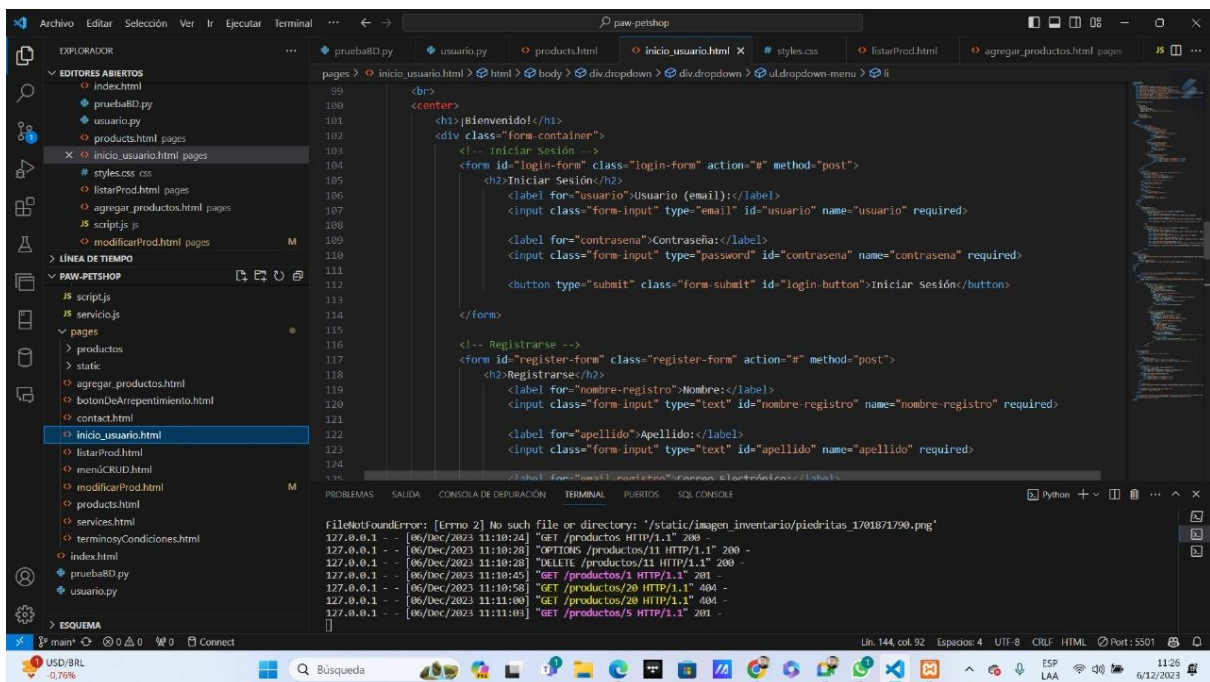 Archivo Editar Selección Ver Ir Ejecutar Terminal ··· paw-petshop
EXPLORADOR
EDITORES ABIERTOS
index.html
pruebaBD.py
usuario.py
products.html pages
inicio_usuario.html pages
styles.css css
listarProd.html pages
agregar_productos.html pages
JS script.js js
modificarProd.html pages M
LÍNEA DE TIEMPO
PAW-PETSHOP
JS script.js
JS servicio.js
pages
productos
static
agregar_productos.html
botonDeArrepentimiento.html
contact.html
inicio_usuario.html
listarProd.html
menúCRUD.html
modificarProd.html M
products.html
services.html
terminosyCondiciones.html
index.html
pruebaBD.py
usuario.py
ESQUEMA
pruebaBD.py usuario.py products.html inicio_usuario.html # styles.css listarProd.html agregar_productos.html pages JS
pages > inicio_usuario.html > html > body > div.dropdown > div.dropdown > ul.dropdown-menu > li
99 <br>
100 <center>
101 <h1>¡Bienvenido!</h1>
102 <div class="form-container">
103 <!-- Iniciar Sesión -->
104 <form id="login-form" class="login-form" action="#" method="post">
105 <h2>Iniciar Sesión</h2>
106 <label for="usuario">Usuario (email):</label>
107 <input class="form-input" type="email" id="usuario" name="usuario" required>
108
109 <label for="contrasena">Contraseña:</label>
110 <input class="form-input" type="password" id="contrasena" name="contrasena" required>
111
112 <button type="submit" class="form-submit" id="login-button">Iniciar Sesión</button>
113
114 </form>
115
116 <!-- Registrarse -->
117 <form id="register-form" class="register-form" action="#" method="post">
118 <h2>Registrarse</h2>
119 <label for="nombre-registro">Nombre:</label>
120 <input class="form-input" type="text" id="nombre-registro" name="nombre-registro" required>
121
122 <label for="apellido">Apellido:</label>
123 <input class="form-input" type="text" id="apellido" name="apellido" required>
124
125 <label for="email-registro">Correo Electrónico:</label>
PROBLEMAS SALIDA CONSOLA DE DEPURACIÓN TERMINAL PUERTOS SQL CONSOLE Python
FileNotFoundError: [Errno 2] No such file or directory: '/static/imagen_inventario/piedritas_1701871790.png'
127.0.0.1 - - [06/Dec/2023 11:10:24] "GET /productos HTTP/1.1" 200 -
127.0.0.1 - - [06/Dec/2023 11:10:28] "OPTIONS /productos/11 HTTP/1.1" 200 -
127.0.0.1 - - [06/Dec/2023 11:10:28] "DELETE /productos/11 HTTP/1.1" 200 -
127.0.0.1 - - [06/Dec/2023 11:10:45] "GET /productos/1 HTTP/1.1" 201 -
127.0.0.1 - - [06/Dec/2023 11:10:58] "GET /productos/20 HTTP/1.1" 404 -
127.0.0.1 - - [06/Dec/2023 11:11:00] "GET /productos/20 HTTP/1.1" 404 -
127.0.0.1 - - [06/Dec/2023 11:11:03] "GET /productos/5 HTTP/1.1" 201 -
main* 0 0 0 Connect Lín. 144, col. 92 Espacios: 4 UTF-8 CRLF HTML Port : 5501
USD/BRL
-0,76%
Búsqueda
ESP
LAA
11:26
6/12/2023